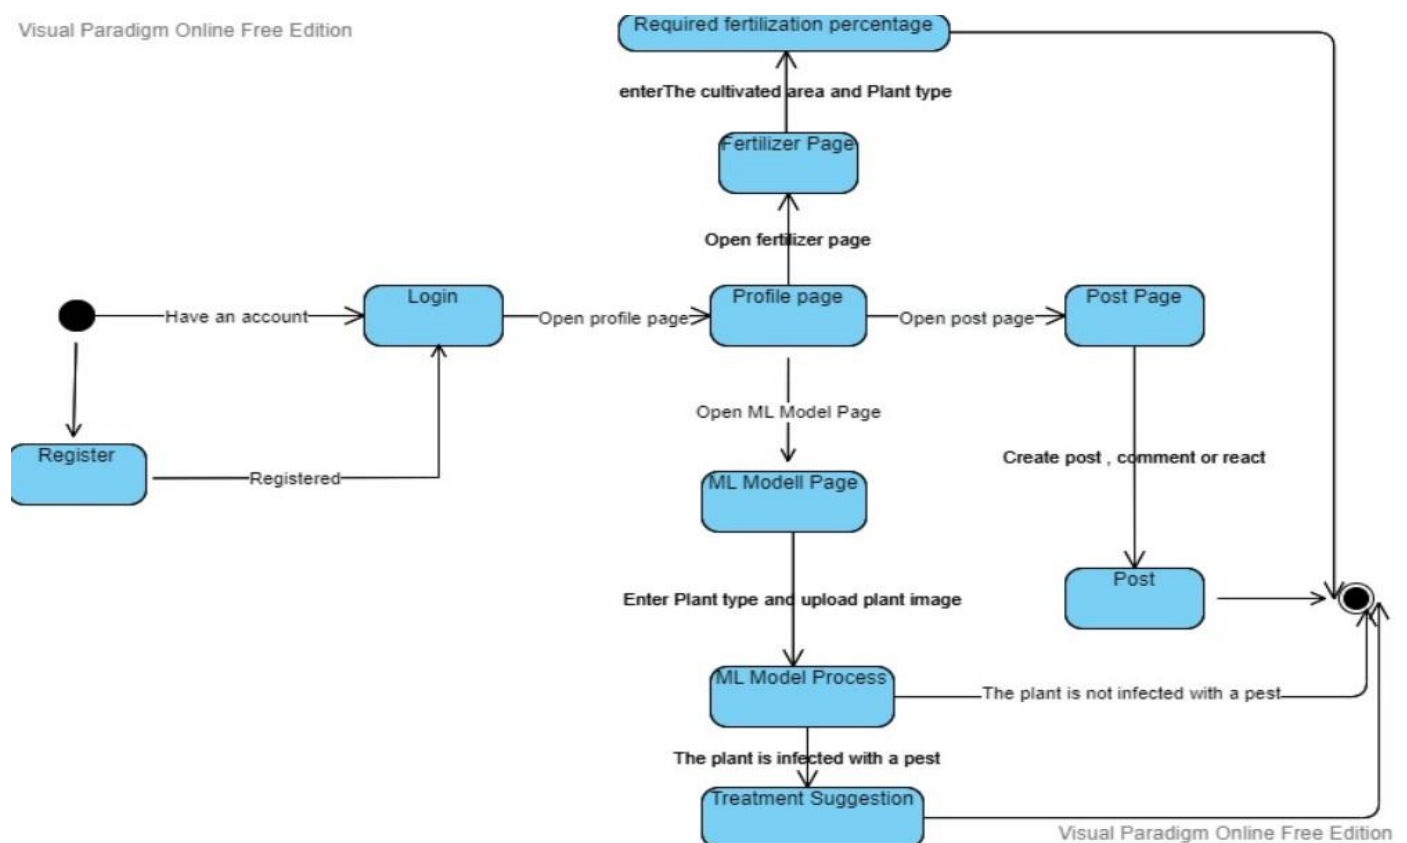 Visual Paradigm Online Free Edition
Required fertilization percentage
enterThe cultivated area and Plant type
Fertilizer Page
Open fertilizer page
Login
Profile page
Post Page
Have an account
Open profile page
Open post page
Open ML Model Page
Register
Registered
Create post , comment or react
ML Modell Page
Post
Enter Plant type and upload plant image
ML Model Process
The plant is not infected with a pest
The plant is infected with a pest
Treatment Suggestion
Visual Paradigm Online Free Edition